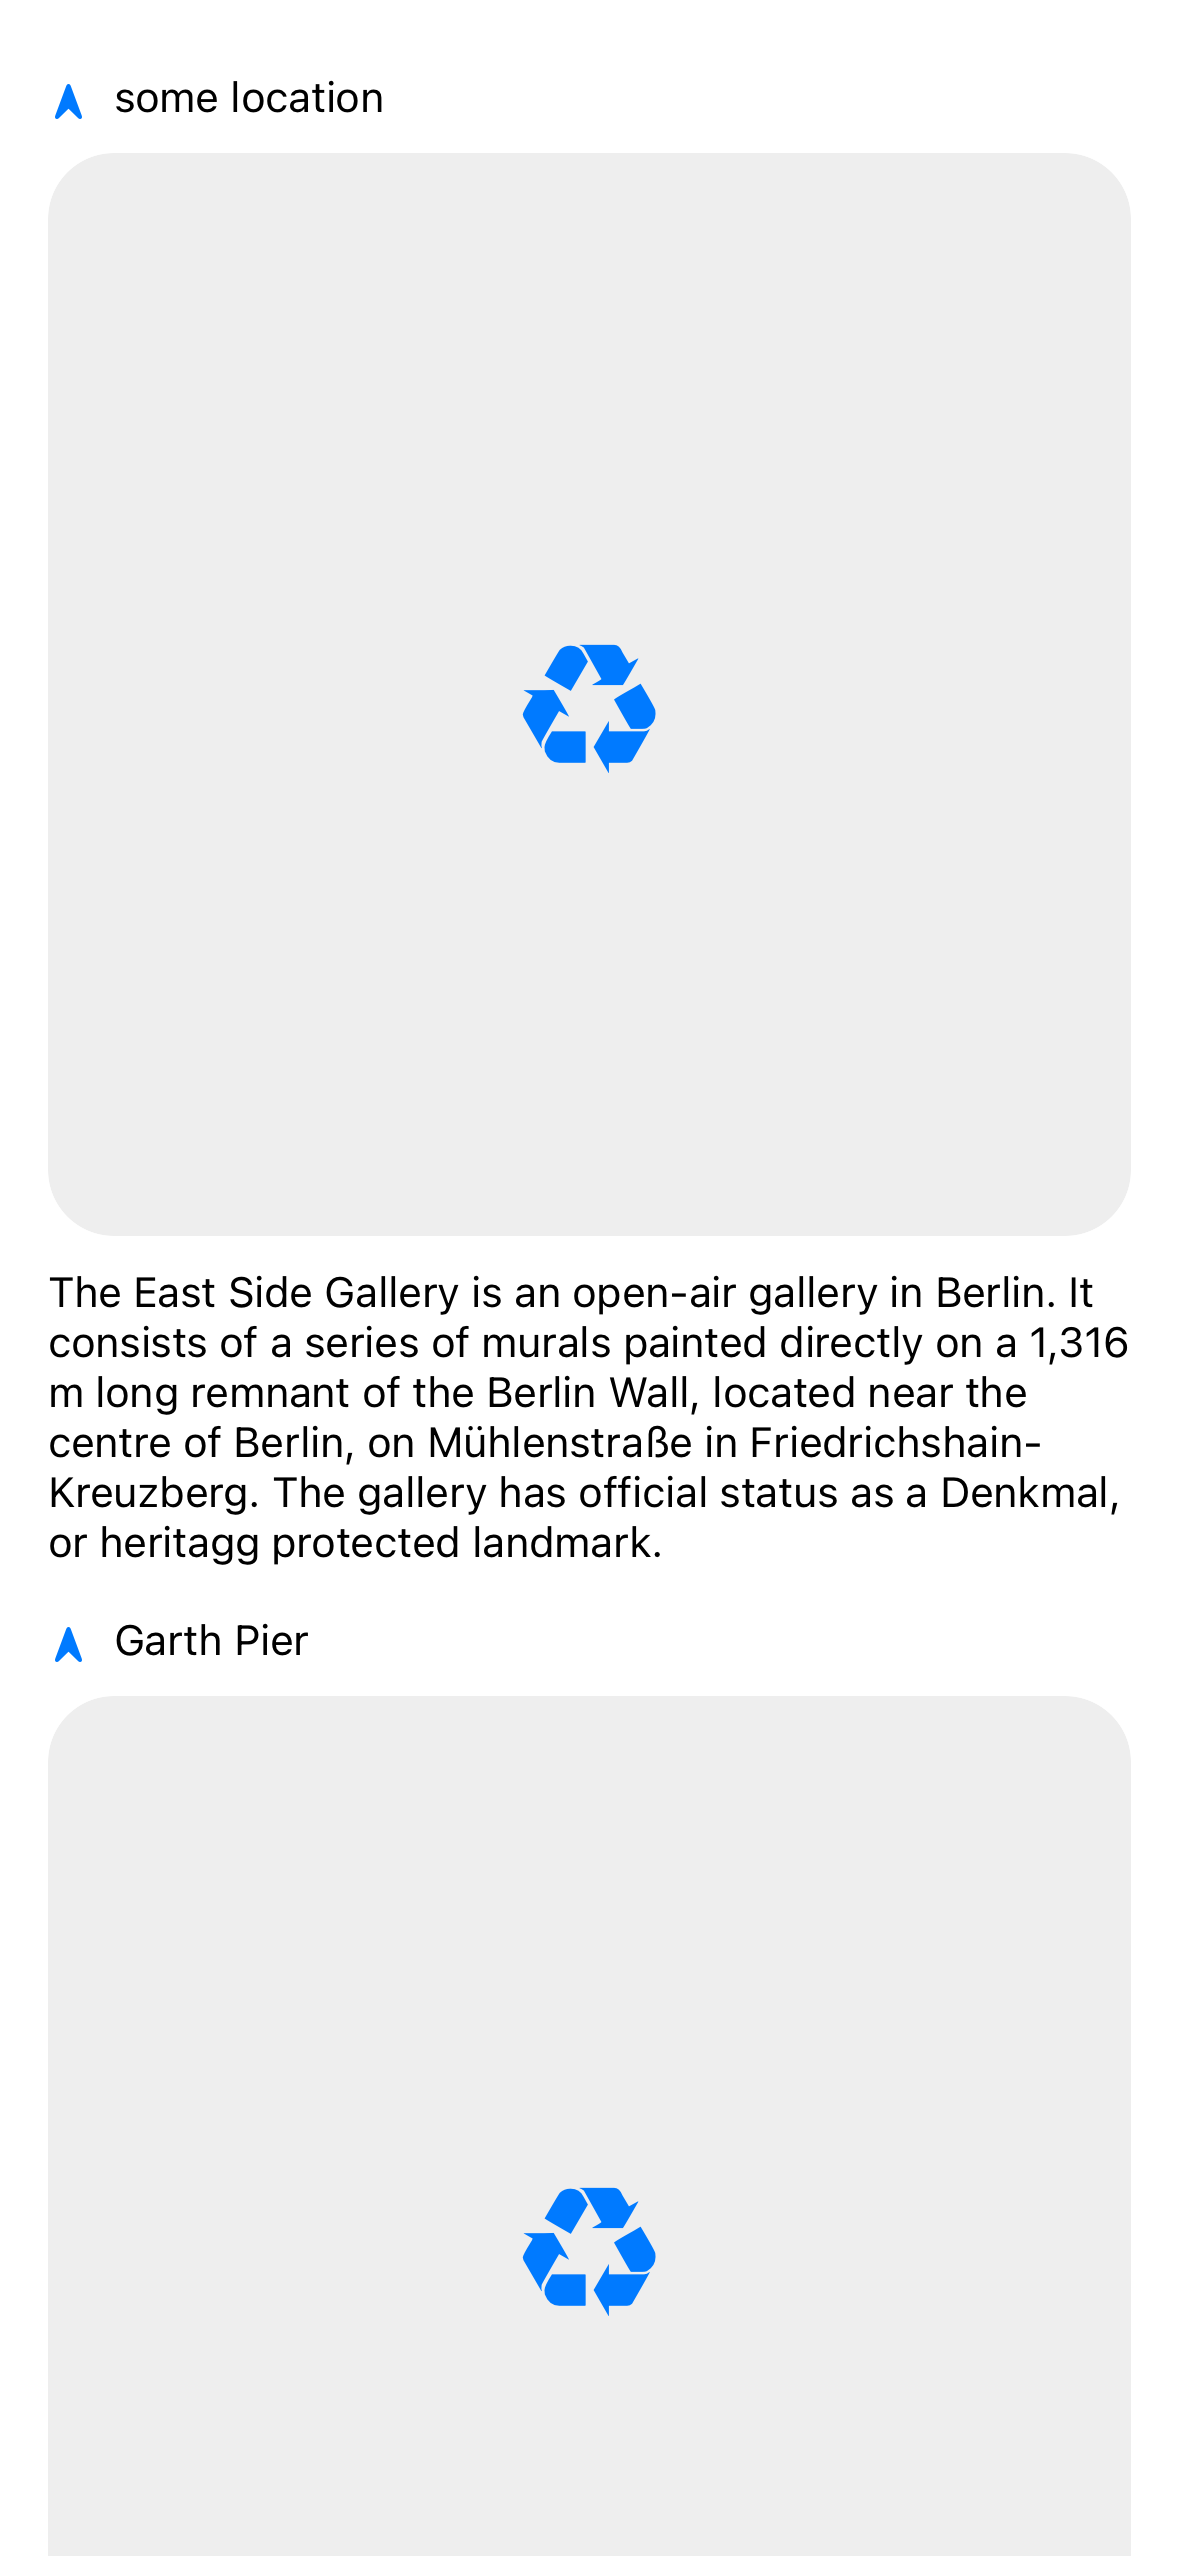 some location
The East Side Gallery is an open-air gallery in Berlin. It
consists of a series of murals painted directly on a 1,316
m long remnant of the Berlin Wall, located near the
centre of Berlin, on Mühlenstraße in Friedrichshain-
Kreuzberg. The gallery has official status as a Denkmal,
or heritagg protected landmark.
Garth Pier